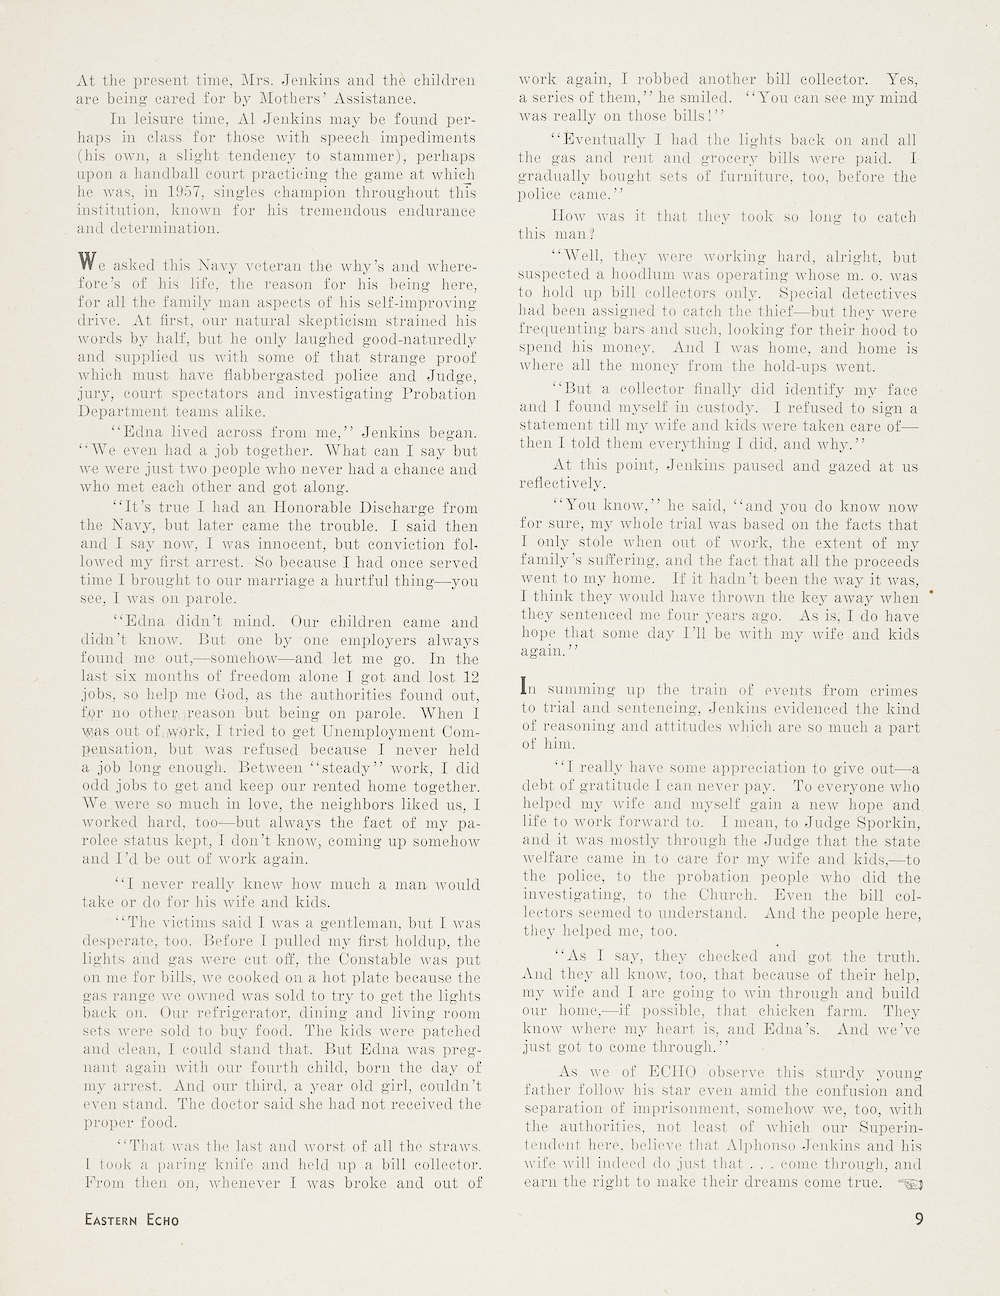 At the present time, Mrs. Jenkins and the children
are being cared for by Mothers' Assistance.
In leisure time, Al Jenkins may be found per-
haps in class for those with speech impediments
(his own, a slight tendency to stammer), perhaps
upon a handball court practicing the game at which
he was, in 1957, singles champion throughout this
institution, known for his tremendous endurance
and determination.
We asked this Navy veteran the why's and where-
fore's of his life, the reason for his being here,
for all the family man aspects of his self-improving
drive. At first, our natural skepticism strained his
words by half, but he only laughed good-naturedly
and supplied us with some of that strange proof
which must have flabbergasted police and Judge,
jury, court spectators and investigating Probation
Department teams alike.
"Edna lived across from me," Jenkins began.
"We even had a job together. What can I say but
we were just two people who never had a chance and
who met each other and got along.
"It's true I had an Honorable Discharge from
the Navy, but later came the trouble. I said then
and I say now, I was innocent, but conviction fol-
lowed my first arrest. So because I had once served
time I brought to our marriage a hurtful thing—you
see, I was on parole.
"Edna didn't mind. Our children came and
didn't know. But one by one employers always
found me out,—somehow—and let me go. In the
last six months of freedom alone I got and lost 12
jobs, so help me God, as the authorities found out,
for no other reason but being on parole. When I
was out of work, I tried to get Unemployment Com-
pensation, but was refused because I never held
a job long enough. Between "steady" work, I did
odd jobs to get and keep our rented home together.
We were so much in love, the neighbors liked us, I
worked hard, too—but always the fact of my pa-
rolee status kept, I don't know, coming up somehow
and I'd be out of work again.
"I never really knew how much a man would
take or do for his wife and kids.
"The victims said I was a gentleman, but I was
desperate, too. Before I pulled my first holdup, the
lights and gas were cut off, the Constable was put
on me for bills, we cooked on a hot plate because the
gas range we owned was sold to try to get the lights
back on. Our refrigerator, dining and living room
sets were sold to buy food. The kids were patched
and clean, I could stand that. But Edna was preg-
nant again with our fourth child, born the day of
my arrest. And our third, a year old girl, couldn't
even stand. The doctor said she had not received the
proper food.
"That was the last and worst of all the straws.
I took a paring knife and held up a bill collector.
From then on, whenever I was broke and out of
work again, I robbed another bill collector. Yes,
a series of them," he smiled. "You can see my mind
was really on those bills!"
"Eventually I had the lights back on and all
the gas and rent and grocery bills were paid. I
gradually bought sets of furniture, too, before the
police came."
How was it that they took so long to catch
this man?
"Well, they were working hard, alright, but
suspected a hoodlum was operating whose m. o. was
to hold up bill collectors only. Special detectives
had been assigned to catch the thief—but they were
frequenting bars and such, looking for their hood to
spend his money. And I was home, and home is
where all the money from the hold-ups went.
"But a collector finally did identify my face
and I found myself in custody. I refused to sign a
statement till my wife and kids were taken care of—
then I told them everything I did, and why."
At this point, Jenkins paused and gazed at us
reflectively.
"You know," he said, "and you do know now
for sure, my whole trial was based on the facts that
I only stole when out of work, the extent of my
family's suffering, and the fact that all the proceeds
went to my home. If it hadn't been the way it was,
I think they would have thrown the key away when
they sentenced me four years ago. As is, I do have
hope that some day I'll be with my wife and kids
again."
In summing up the train of events from crimes
to trial and sentencing, Jenkins evidenced the kind
of reasoning and attitudes which are so much a part
of him.
"I really have some appreciation to give out—a
debt of gratitude I can never pay. To everyone who
helped my wife and myself gain a new hope and
life to work forward to. I mean, to Judge Sporkin,
and it was mostly through the Judge that the state
welfare came in to care for my wife and kids,—to
the police, to the probation people who did the
investigating, to the Church. Even the bill col-
lectors seemed to understand. And the people here,
they helped me, too.
"As I say, they checked and got the truth.
And they all know, too, that because of their help,
my wife and I are going to win through and build
our home,—if possible, that chicken farm. They
know where my heart is, and Edna's. And we've
just got to come through."
As we of ECHO observe this sturdy young
father follow his star even amid the confusion and
separation of imprisonment, somehow we, too, with
the authorities, not least of which our Superin-
tendent here, believe that Alphonso Jenkins and his
wife will indeed do just that . . . come through, and
earn the right to make their dreams come true.
EASTERN ECHO
9